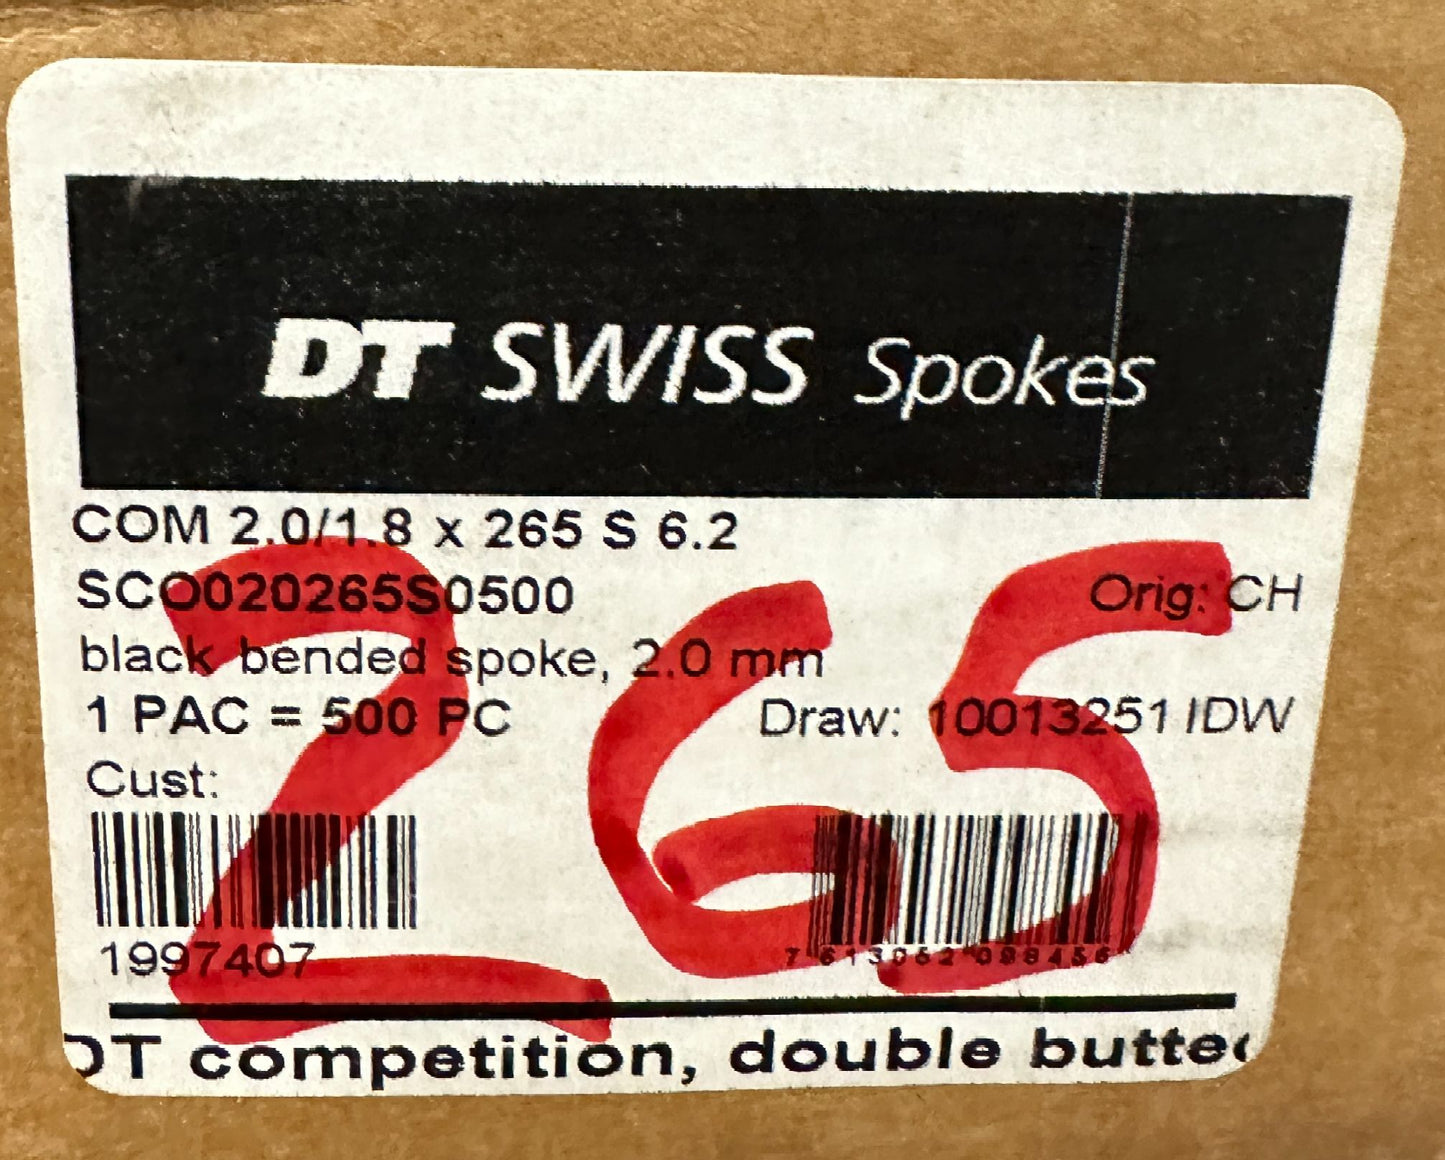 DT SWISS Spokes
COM 2.0/1.8 x 265 S 6.2
SCO020265S0500
Orig: CH
black bended spoke, 2.0 mm
1 PAC = 500 PC
Draw: 10013251 IDW
Cust:
265
1997407
DT competition, double butte